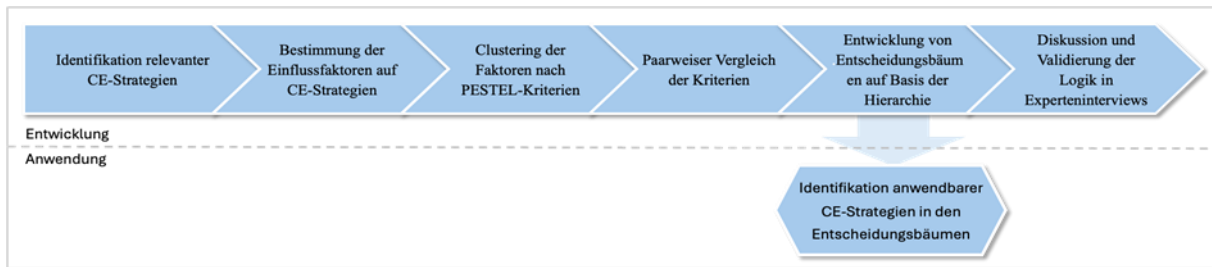 Identifikation relevanter
CE-Strategien
Bestimmung der
Einflussfaktoren auf
CE-Strategien
Clustering der
Faktoren nach
PESTEL-Kriterien
Paarweiser Vergleich
der Kriterien
Entwicklung von
Entscheidungsbäum
en auf Basis der
Hierarchie
Diskussion und
Validierung der
Logik in
Experteninterviews
Entwicklung
Anwendung
Identifikation anwendbarer
CE-Strategien in den
Entscheidungsbäumen